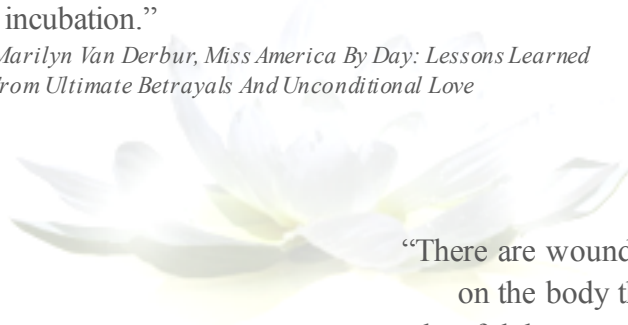 incubation.”
Marilyn Van Derbur, Miss America By Day: Lessons Learned
rom Ultimate Betrayals And Unconditional Love
“There are wound
on the body t